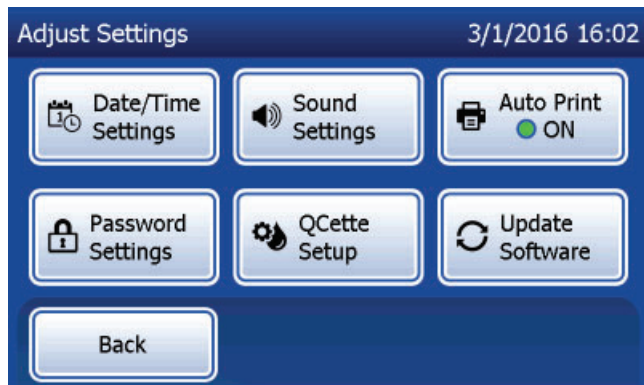 Adjust Settings 3/1/2016 16:02
Date/Time
Settings
Sound
Settings
Auto Print
ON
Password
Settings
QCette
Setup
Update
Software
Back